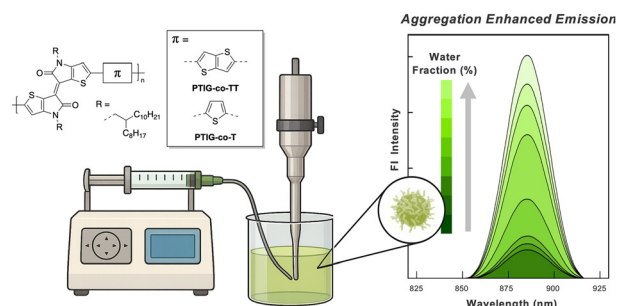 Aggregation Enhanced Emission
R
N
O
S
π
n
S
O
N
R
R =
C10H21
C8H17
π =
S
S
PTIG-co-TT
S
PTIG-co-T
Water
Fraction (%)
FI Intensity
825
850
875
900
925
Wavelength (nm)